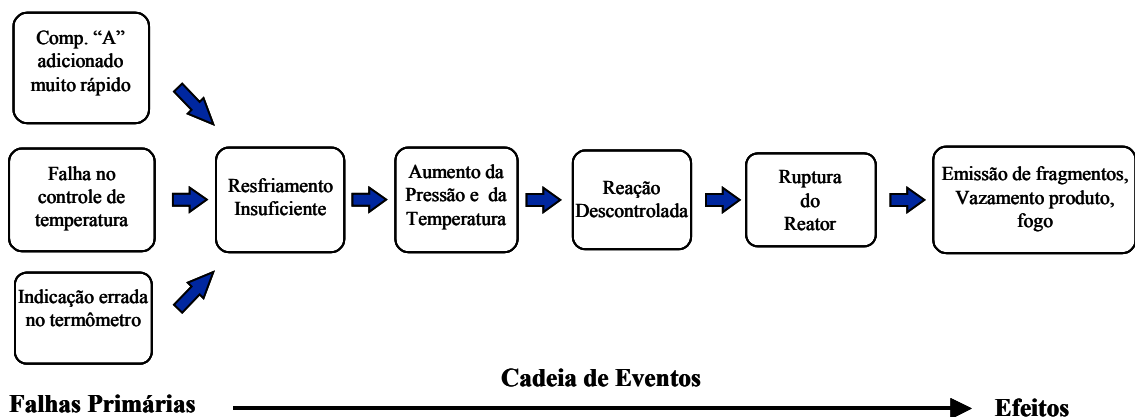 Comp. “A”
adicionado
muito rápido
Falha no
controle de
temperatura
Indicação errada
no termômetro
Resfriamento
Insuficiente
Aumento da
Pressão e da
Temperatura
Reação
Descontrolada
Ruptura
do
Reator
Emissão de fragmentos,
Vazamento produto,
fogo
Cadeia de Eventos
Falhas Primárias
Efeitos